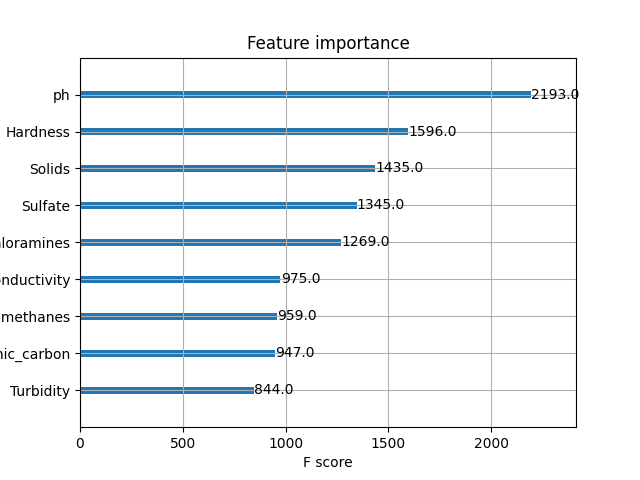 Feature importance
ph 2193.0
Hardness 1596.0
Solids 1435.0
Sulfate 1345.0
loramines 1269.0
onductivity 975.0
methanes 959.0
nic_carbon 947.0
Turbidity 844.0
0 500 1000 1500 2000
F score